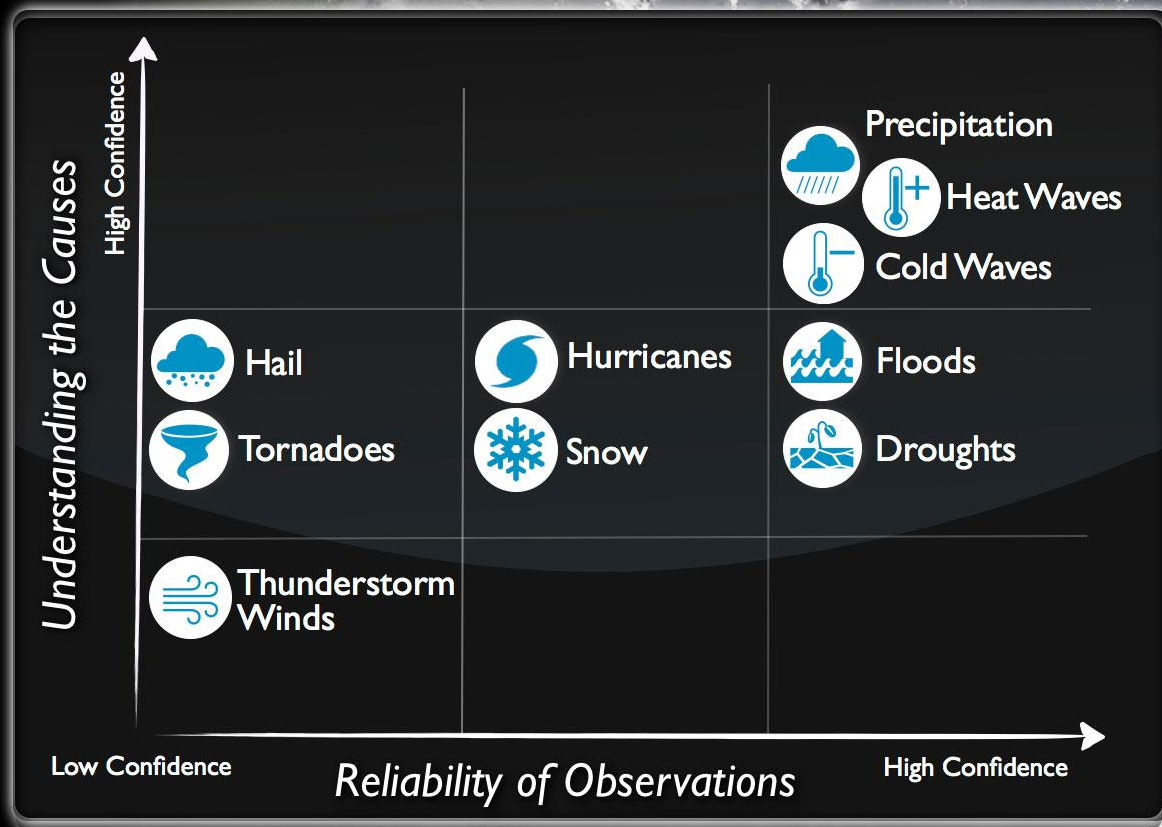 High Confidence
Understanding the Causes
Precipitation
Heat Waves
Cold Waves
Hail
Hurricanes
Floods
Tornadoes
Snow
Droughts
Thunderstorm
Winds
Low Confidence
Reliability of Observations
High Confidence